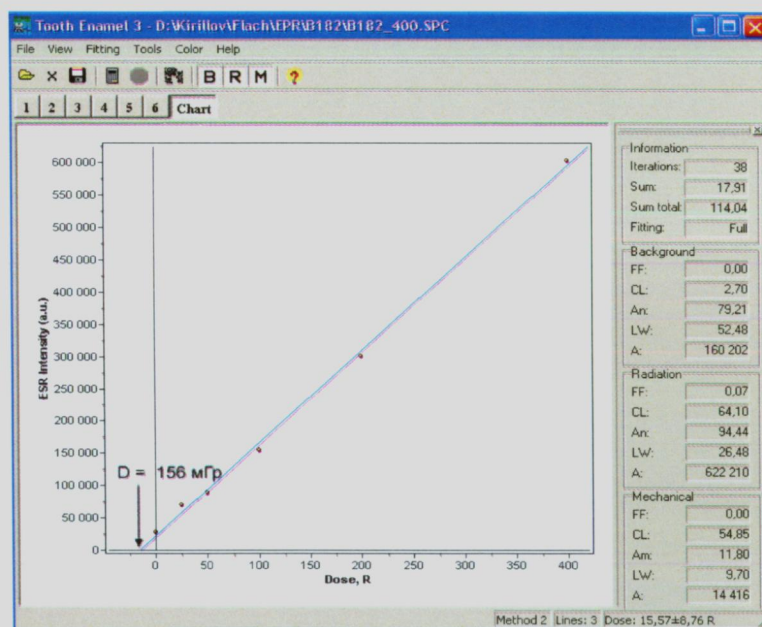 Tooth Enamel 3 - D:\Kirillov\Flach\EPR\B182\B182_400.SPC
File View Fitting Tools Color Help
B R M ?
1 2 3 4 5 6 Chart
600 000
550 000
500 000
450 000
400 000
350 000
300 000
250 000
200 000
150 000
100 000
50 000
0
ESR Intensity (a.u.)
D = 156 мГр
0 50 100 150 200 250 300 350 400
Dose, R
Information
Iterations: 38
Sum: 17,91
Sum total: 114,04
Fitting: Full
Background
FF: 0,00
CL: 2,70
An: 79,21
LW: 52,48
A: 160 202
Radiation
FF: 0,07
CL: 64,10
An: 94,44
LW: 26,48
A: 622 210
Mechanical
FF: 0,00
CL: 54,85
Am: 11,80
LW: 9,70
A: 14 416
Method 2 Lines: 3 Dose: 15,57±8,76 R